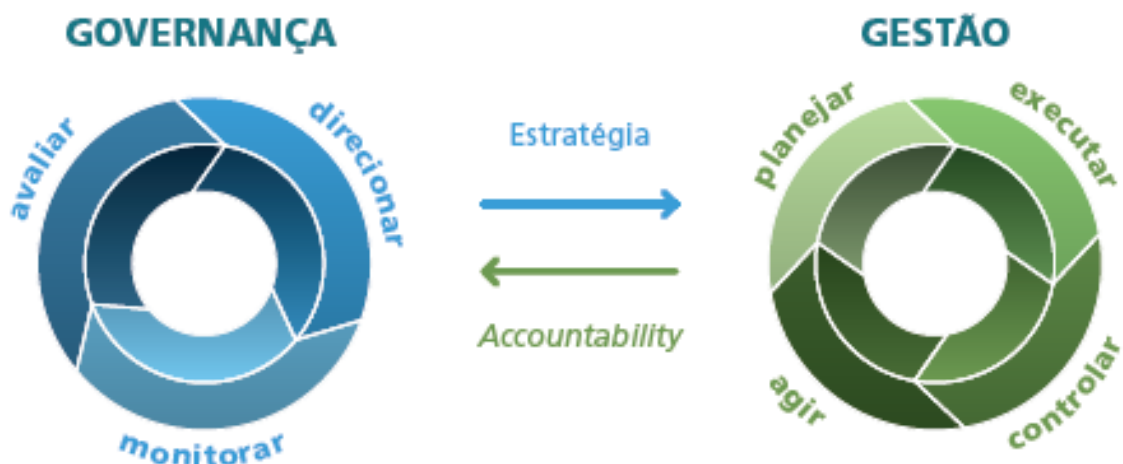 GOVERNANÇA
avaliar
direcionar
monitorar
Estratégia
Accountability
GESTÃO
planejar
executar
controlar
agir